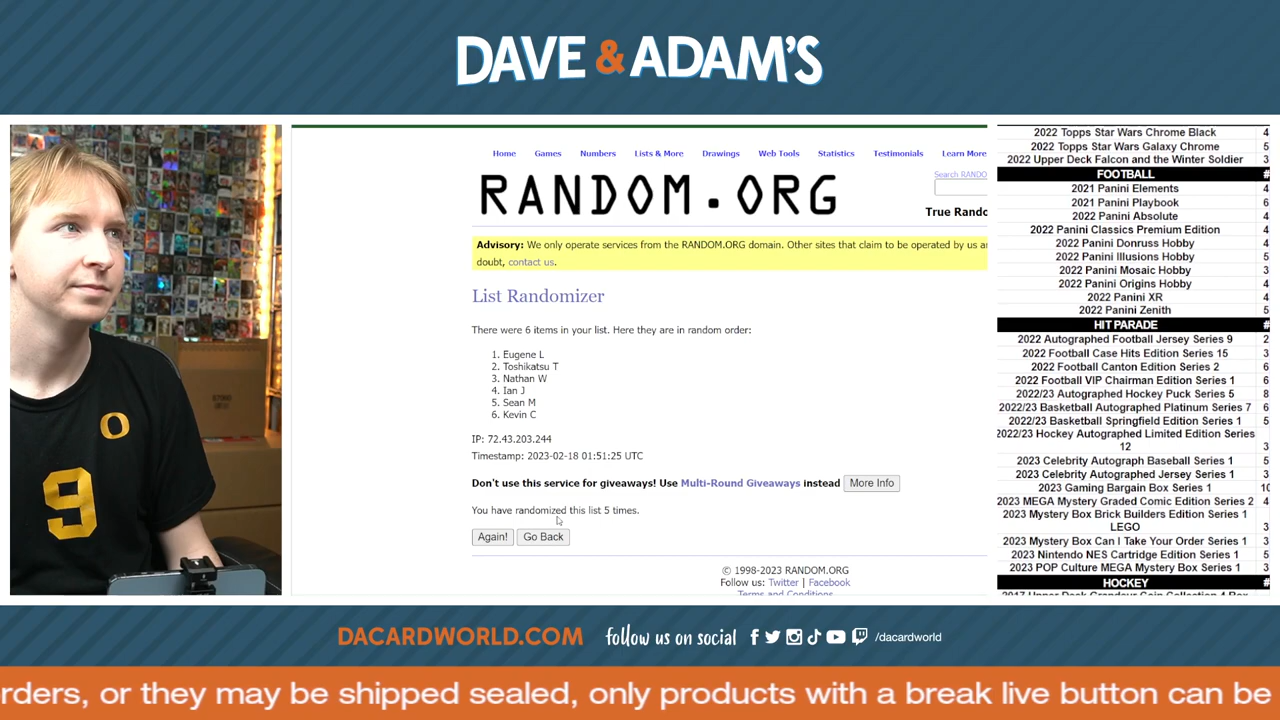 DAVE & ADAM'S
Home Games Numbers Lists & More Drawings Web Tools Statistics Testimonials Learn More
Search RANDO
RANDOM.ORG
True Rando
Advisory: We only operate services from the RANDOM.ORG domain. Other sites that claim to be operated by us ar
doubt, contact us.
List Randomizer
There were 6 items in your list. Here they are in random order:
1. Eugene L
2. Toshikatsu T
3. Nathan W
4. Ian J
5. Sean M
6. Kevin C
IP: 72.43.203.244
Timestamp: 2023-02-18 01:51:25 UTC
Don't use this service for giveaways! Use Multi-Round Giveaways instead More Info
You have randomized this list 5 times.
Again! Go Back
© 1998-2023 RANDOM.ORG
Follow us: Twitter | Facebook
Terms and Conditions
2022 Topps Star Wars Chrome Black 4
2022 Topps Star Wars Galaxy Chrome 5
2022 Upper Deck Falcon and the Winter Soldier 3
FOOTBALL #
2021 Panini Elements 4
2021 Panini Playbook 6
2022 Panini Absolute 4
2022 Panini Classics Premium Edition 4
2022 Panini Donruss Hobby 4
2022 Panini Illusions Hobby 5
2022 Panini Mosaic Hobby 3
2022 Panini Origins Hobby 4
2022 Panini XR 4
2022 Panini Zenith 5
HIT PARADE #
2022 Autographed Football Jersey Series 9 2
2022 Football Case Hits Edition Series 15 3
2022 Football Canton Edition Series 2 6
2022 Football VIP Chairman Edition Series 1 6
2022/23 Autographed Hockey Puck Series 5 8
2022/23 Basketball Autographed Platinum Series 7 6
2022/23 Basketball Springfield Edition Series 1 5
2022/23 Hockey Autographed Limited Edition Series
12 3
2023 Celebrity Autograph Baseball Series 1 5
2023 Celebrity Autographed Jersey Series 1 3
2023 Gaming Bargain Box Series 1 10
2023 MEGA Mystery Graded Comic Edition Series 2 4
2023 Mystery Box Brick Builders Edition Series 1
LEGO 3
2023 Mystery Box Can I Take Your Order Series 1 3
2023 Nintendo NES Cartridge Edition Series 1 5
2023 POP Culture MEGA Mystery Box Series 1 3
HOCKEY #
2017 Upper Deck Grandeur Coin Collection 4 Box
O
9
DACARDWORLD.COM follow us on social /dacardworld
rders, or they may be shipped sealed, only products with a break live button can be